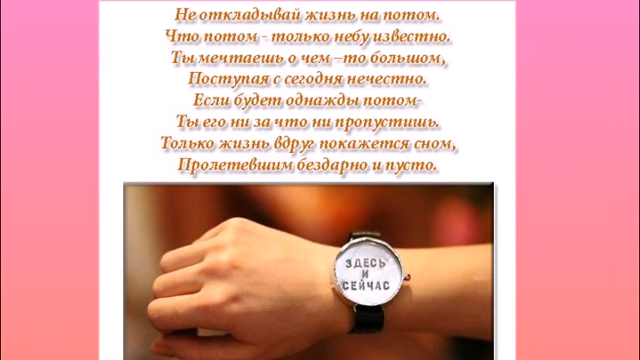 Не откладывай жизнь на потом.
Что потом - только небу известно.
Ты мечтаешь о чем –то большом,
Поступая с сегодня нечестно.
Если будет однажды потом-
Ты его ни за что ни пропустишь.
Только жизнь вдруг покажется сном,
Пролетевшим бездарно и пусто.
ЗДЕСЬ
И
СЕЙЧАС